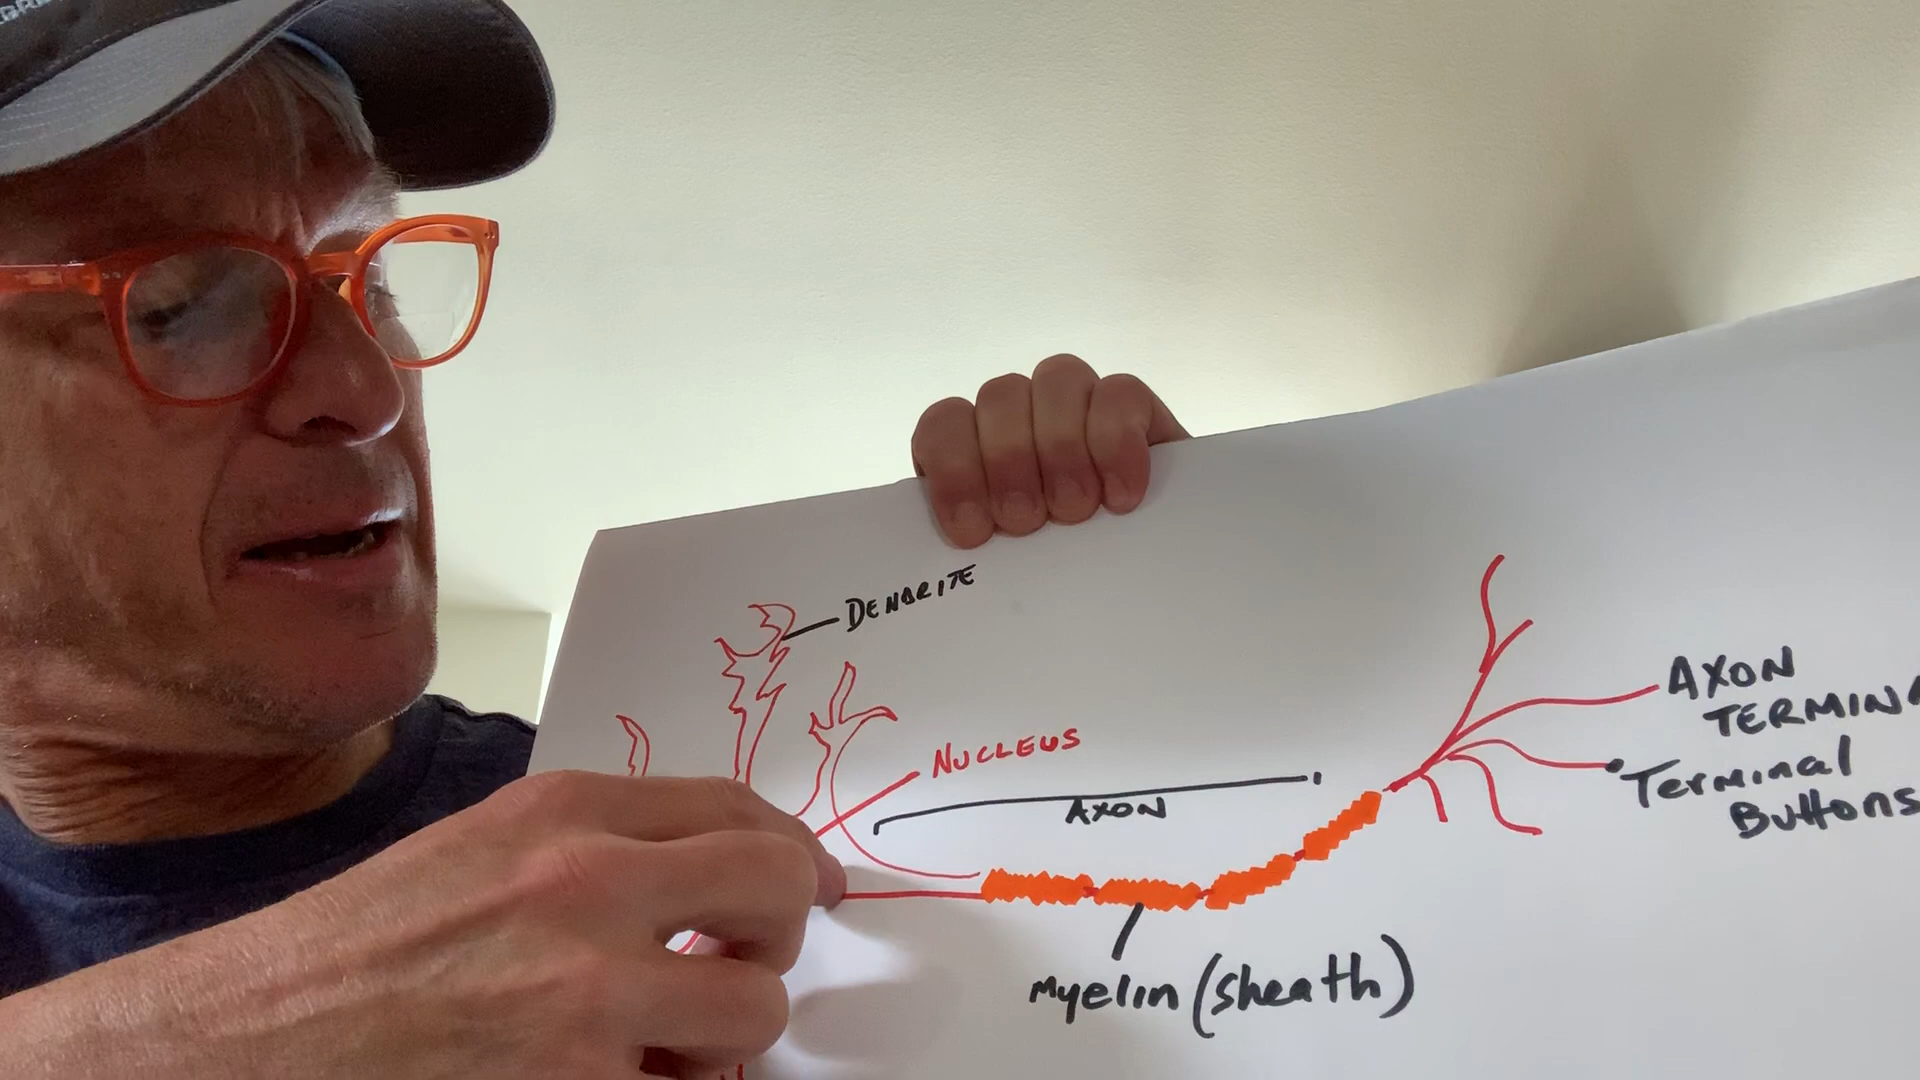 DENDRITE
NUCLEUS
AXON
AXON
Terminal
Buttons
Myelin (sheath)